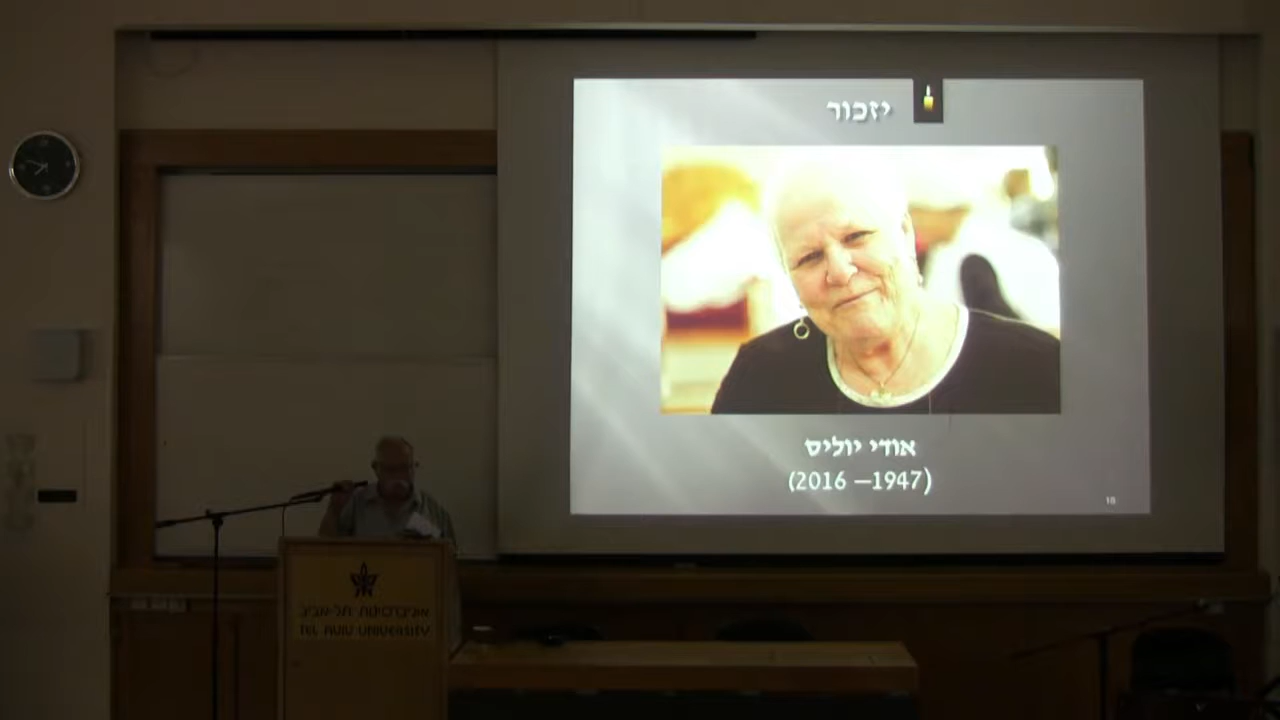 יזכור
אודי יוליס
(1947– 2016)
18
אוניברסיטת תל-אביב
TEL AVIV UNIVERSITY